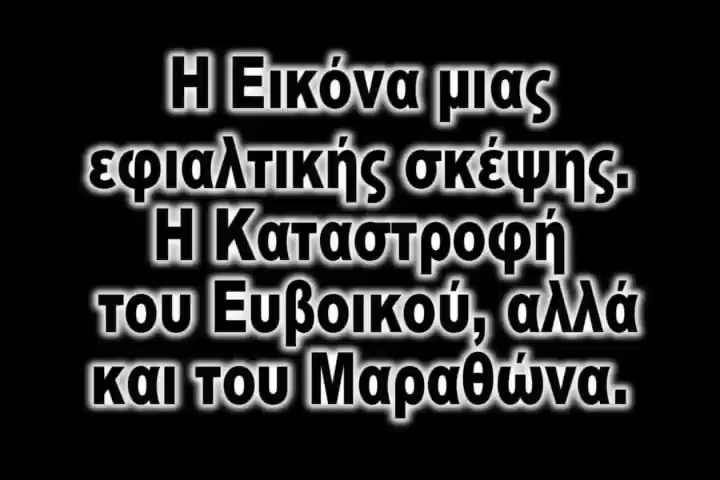 Η Εικόνα μιας
εφιαλτικής σκέψης.
Η Καταστροφή
του Ευβοικού, αλλά
και του Μαραθώνα.